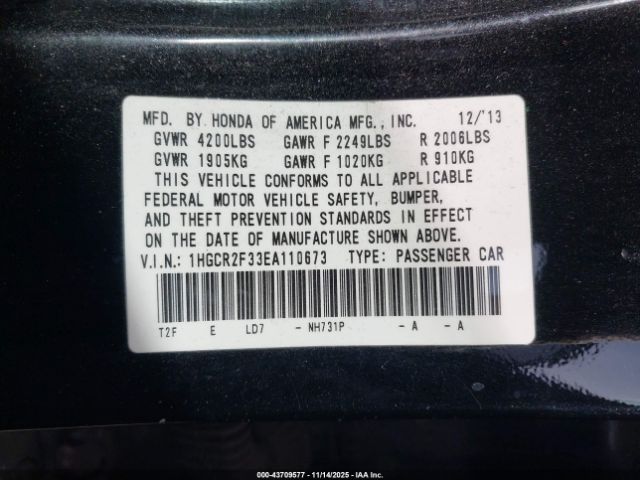 MFD. BY HONDA OF AMERICA MFG., INC. 12/'13
GVWR 4200LBS GAWR F 2249LBS R 2006LBS
GVWR 1905KG GAWR F 1020KG R 910KG
THIS VEHICLE CONFORMS TO ALL APPLICABLE
FEDERAL MOTOR VEHICLE SAFETY, BUMPER,
AND THEFT PREVENTION STANDARDS IN EFFECT
ON THE DATE OF MANUFACTURE SHOWN ABOVE.
V.I.N.: 1HGCR2F33EA110673 TYPE: PASSENGER CAR
T2F E LD7 - NH731P - A - A
000-43709577 - 11/14/2025 - IAA Inc.